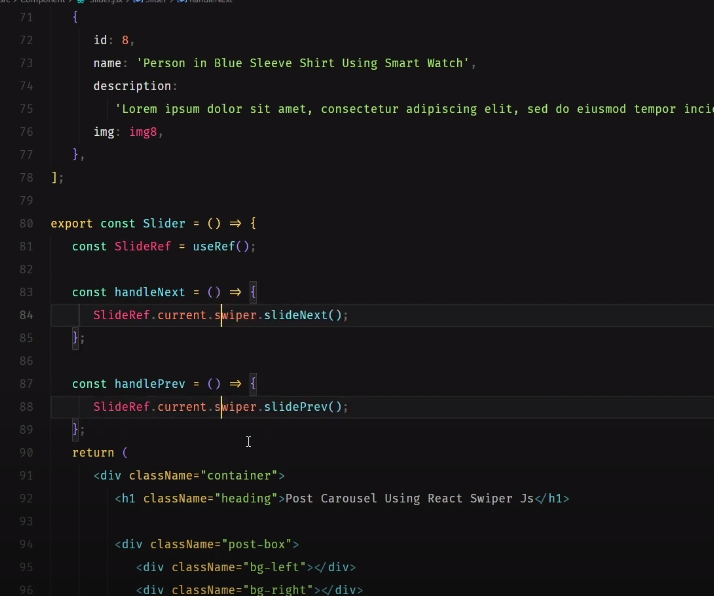 src > Component > Slider.jsx > Slider > handleNext
71 {
72 id: 8,
73 name: 'Person in Blue Sleeve Shirt Using Smart Watch',
74 description:
75 'Lorem ipsum dolor sit amet, consectetur adipiscing elit, sed do eiusmod tempor inci
76 img: img8,
77 },
78 ];
79
80 export const Slider = () => {
81 const SlideRef = useRef();
82
83 const handleNext = () => {
84 SlideRef.current.swiper.slideNext();
85 };
86
87 const handlePrev = () => {
88 SlideRef.current.swiper.slidePrev();
89 };
90 return (
91 <div className="container">
92 <h1 className="heading">Post Carousel Using React Swiper Js</h1>
93
94 <div className="post-box">
95 <div className="bg-left"></div>
96 <div className="bg-right"></div>